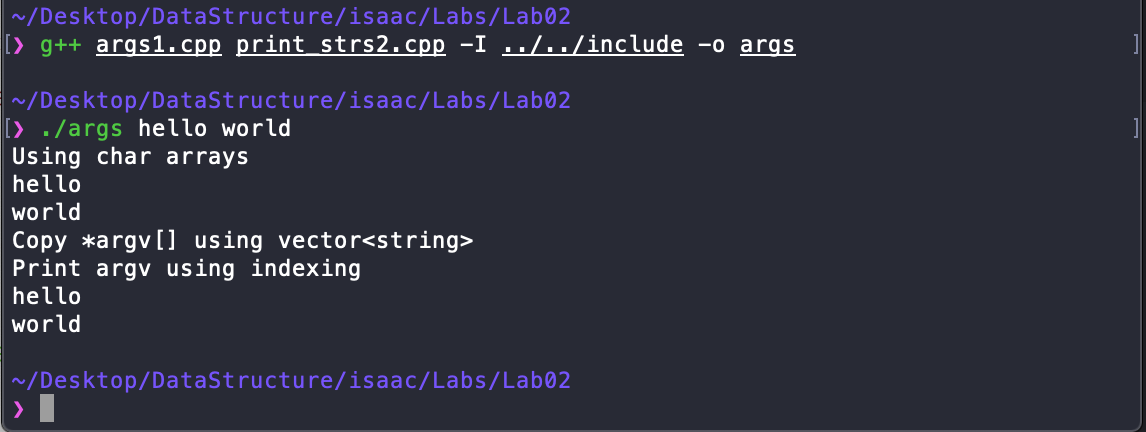 ~/Desktop/DataStructure/isaac/Labs/Lab02
[❯ g++ args1.cpp print_strs2.cpp -I ../../include -o args ]
~/Desktop/DataStructure/isaac/Labs/Lab02
[❯ ./args hello world ]
Using char arrays
hello
world
Copy *argv[] using vector<string>
Print argv using indexing
hello
world
~/Desktop/DataStructure/isaac/Labs/Lab02
❯